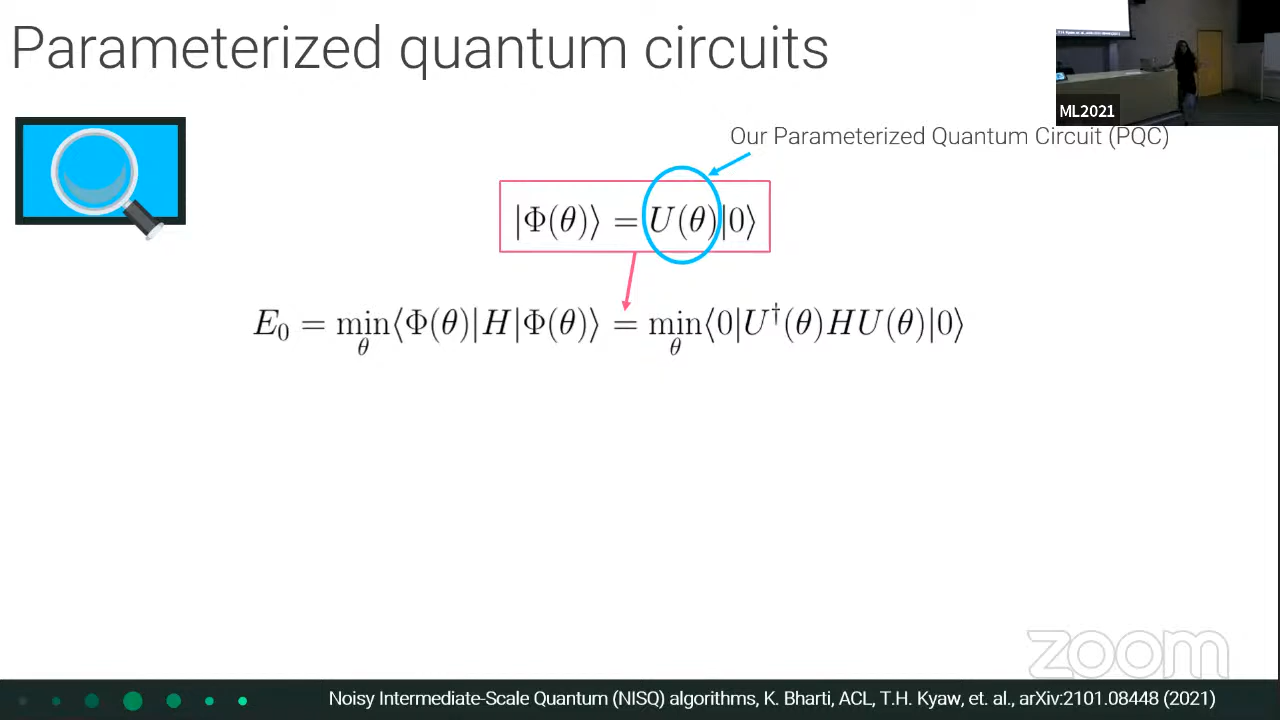 Parameterized quantum circuits
ML2021
Our Parameterized Quantum Circuit (PQC)
|Φ(θ)⟩ = U(θ)|0⟩
E₀ = min_θ⟨Φ(θ)|H|Φ(θ)⟩ = min_θ⟨0|U†(θ)HU(θ)|0⟩
zoom
Noisy Intermediate-Scale Quantum (NISQ) algorithms, K. Bharti, ACL, T.H. Kyaw, et. al., arXiv:2101.08448 (2021)